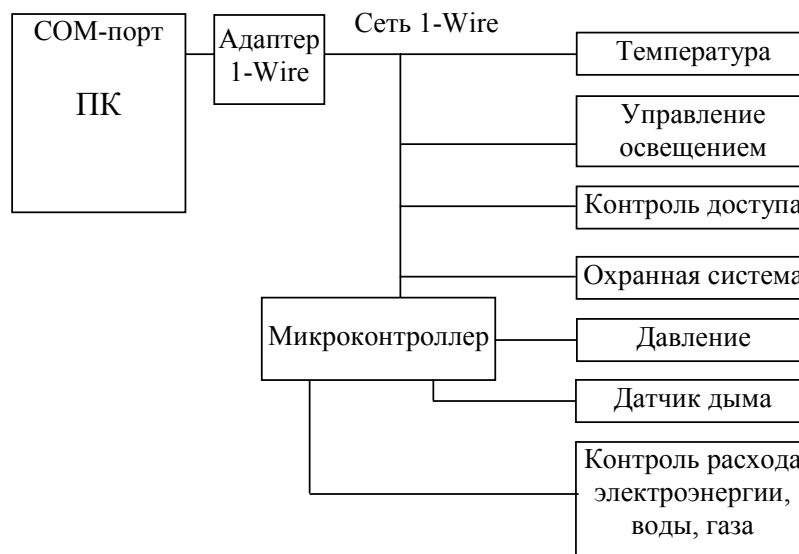 COM-порт
ПК
Адаптер
1-Wire
Сеть 1-Wire
Температура
Управление
освещением
Контроль доступа
Охранная система
Микроконтроллер
Давление
Датчик дыма
Контроль расхода
электроэнергии,
воды, газа